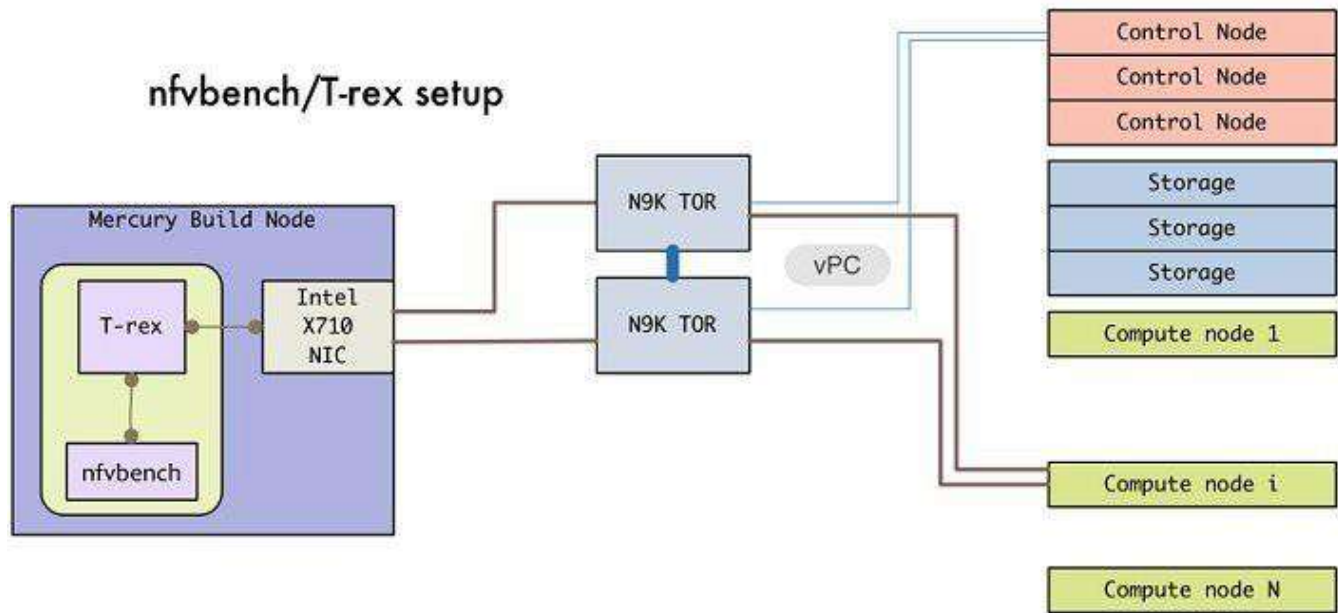 nfvbench/T-rex setup
Mercury Build Node
T-rex
nfvbench
Intel
X710
NIC
N9K TOR
N9K TOR
vPC
Control Node
Control Node
Control Node
Storage
Storage
Storage
Compute node 1
Compute node i
Compute node N